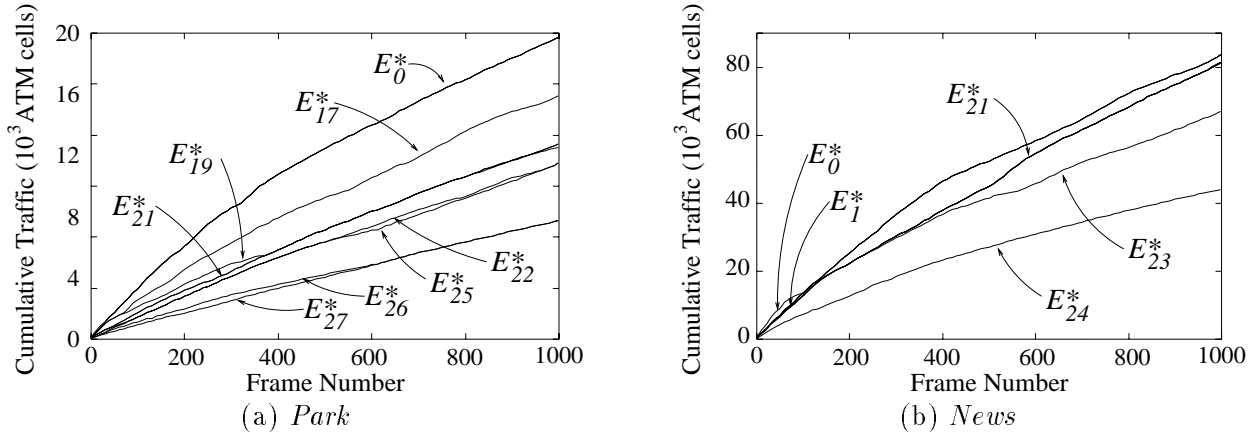 Cumulative Traffic (10³ ATM cells)
20
16
12
8
4
0
E*0
E*17
E*19
E*21
E*22
E*25
E*26
E*27
0 200 400 600 800 1000
Frame Number
(a) Park
Cumulative Traffic (10³ ATM cells)
80
60
40
20
0
E*21
E*0
E*1
E*23
E*24
0 200 400 600 800 1000
Frame Number
(b) News